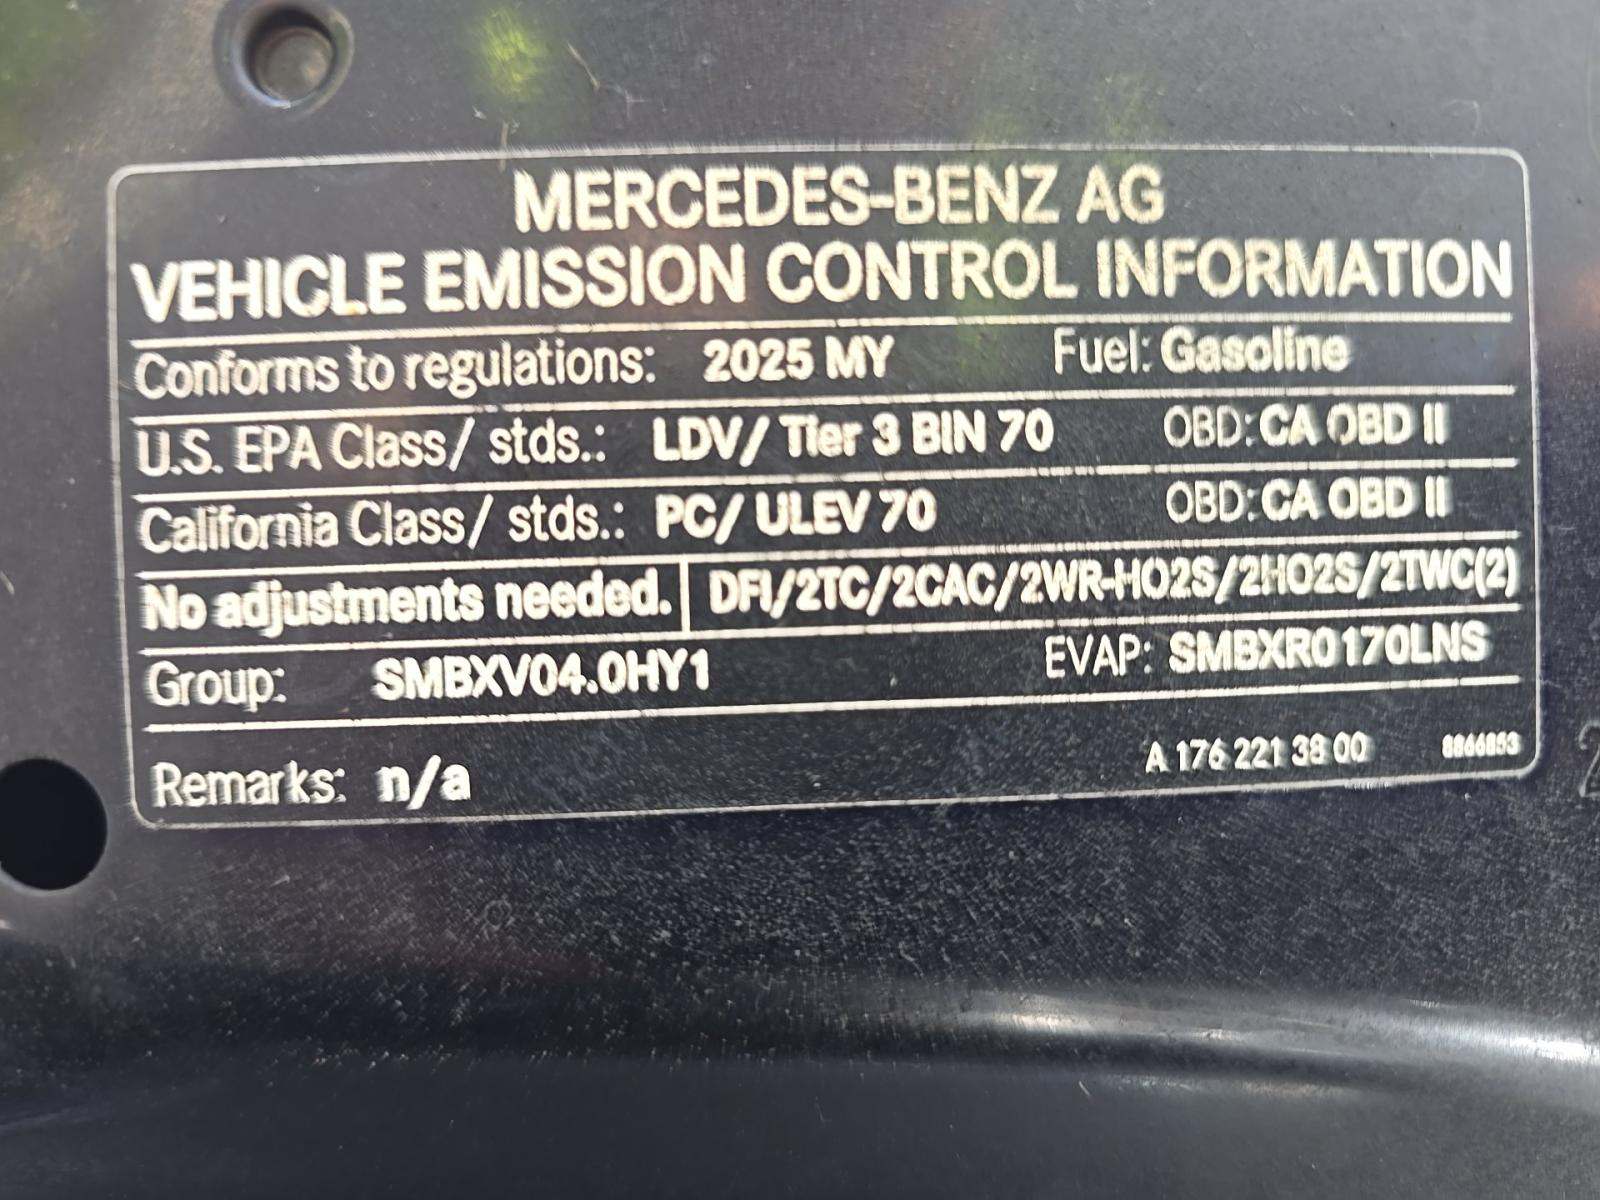 MERCEDES-BENZ AG
VEHICLE EMISSION CONTROL INFORMATION
Conforms to regulations: 2025 MY Fuel: Gasoline
U.S. EPA Class/ stds.: LDV/ Tier 3 BIN 70 OBD: CA OBD II
California Class/ stds.: PC/ ULEV 70 OBD: CA OBD II
No adjustments needed. DFI/2TC/2CAC/2WR-HO2S/2HO2S/2TWC(2)
Group: SMBXV04.0HY1 EVAP: SMBXR0170LNS
Remarks: n/a A 176 221 38 00